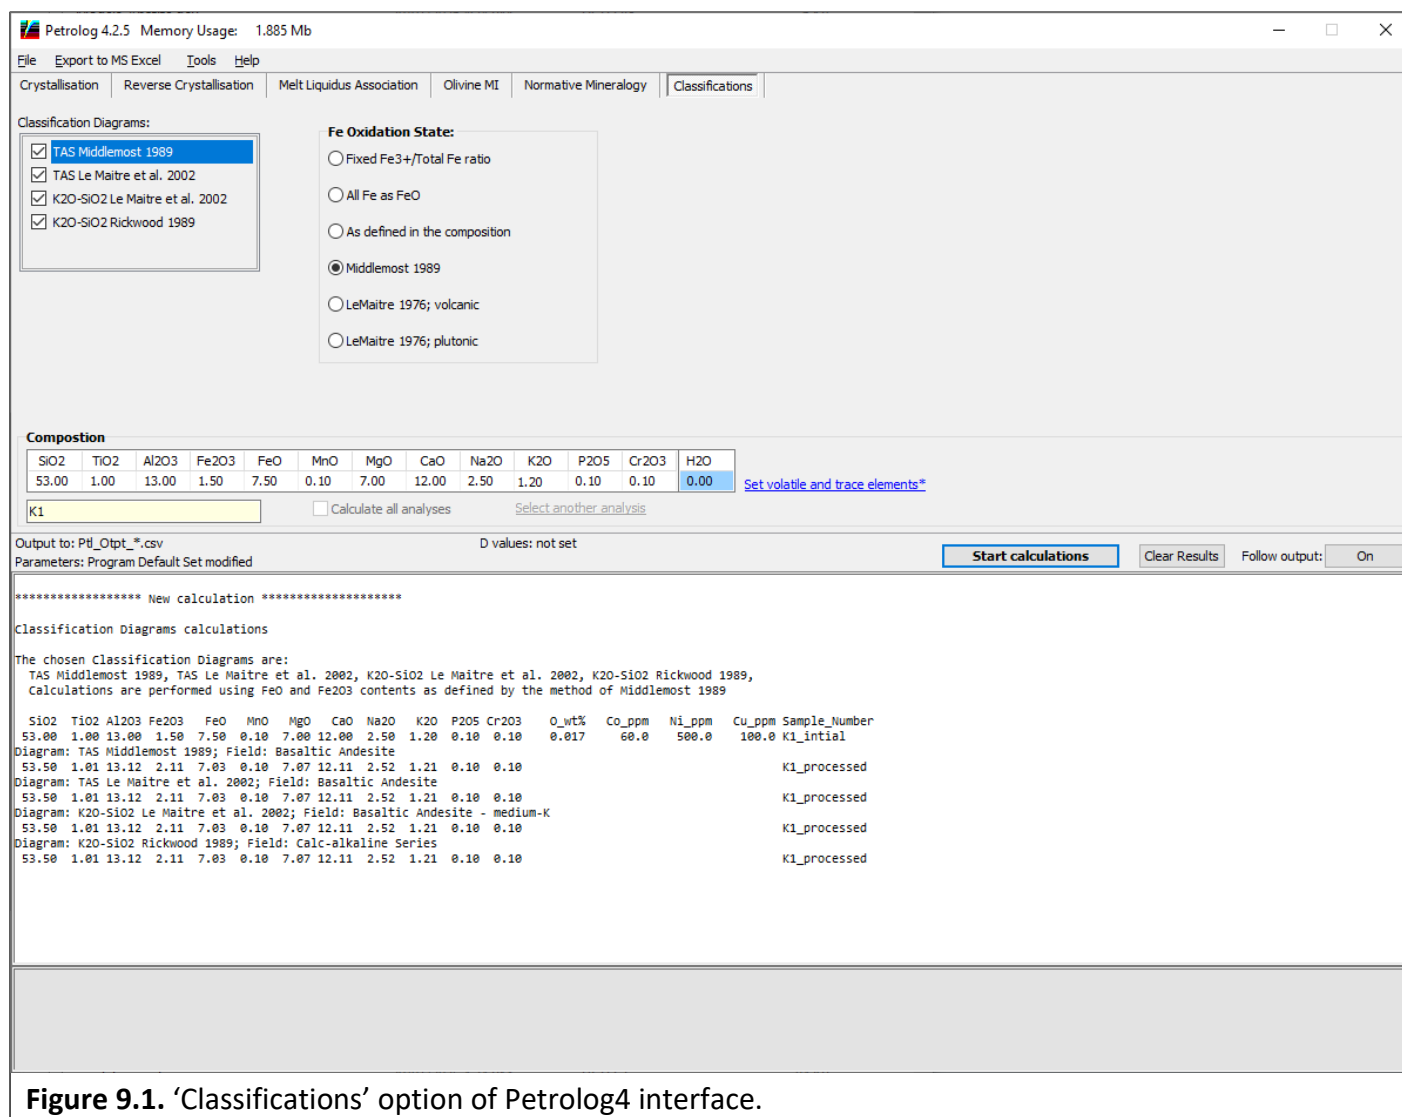 Petrolog 4.2.5 Memory Usage: 1.885 Mb
File Export to MS Excel Tools Help
Crystallisation Reverse Crystallisation Melt Liquidus Association Olivine MI Normative Mineralogy Classifications
Classification Diagrams:
TAS Middlemost 1989
TAS Le Maitre et al. 2002
K2O-SiO2 Le Maitre et al. 2002
K2O-SiO2 Rickwood 1989
Fe Oxidation State:
Fixed Fe3+/Total Fe ratio
All Fe as FeO
As defined in the composition
Middlemost 1989
LeMaitre 1976; volcanic
LeMaitre 1976; plutonic
Compostion
SiO2 TiO2 Al2O3 Fe2O3 FeO MnO MgO CaO Na2O K2O P2O5 Cr2O3 H2O
53.00 1.00 13.00 1.50 7.50 0.10 7.00 12.00 2.50 1.20 0.10 0.10 0.00 Set volatile and trace elements*
K1 Calculate all analyses Select another analysis
Output to: Ptl_Otpt_*.csv D values: not set
Parameters: Program Default Set modified Start calculations Clear Results Follow output: On
****************** New calculation ********************
Classification Diagrams calculations
The chosen Classification Diagrams are:
TAS Middlemost 1989, TAS Le Maitre et al. 2002, K2O-SiO2 Le Maitre et al. 2002, K2O-SiO2 Rickwood 1989,
Calculations are performed using FeO and Fe2O3 contents as defined by the method of Middlemost 1989
SiO2 TiO2 Al2O3 Fe2O3 FeO MnO MgO CaO Na2O K2O P2O5 Cr2O3 O_wt% Co_ppm Ni_ppm Cu_ppm Sample_Number
53.00 1.00 13.00 1.50 7.50 0.10 7.00 12.00 2.50 1.20 0.10 0.10 0.017 60.0 500.0 100.0 K1_intial
Diagram: TAS Middlemost 1989; Field: Basaltic Andesite
53.50 1.01 13.12 2.11 7.03 0.10 7.07 12.11 2.52 1.21 0.10 0.10 K1_processed
Diagram: TAS Le Maitre et al. 2002; Field: Basaltic Andesite
53.50 1.01 13.12 2.11 7.03 0.10 7.07 12.11 2.52 1.21 0.10 0.10 K1_processed
Diagram: K2O-SiO2 Le Maitre et al. 2002; Field: Basaltic Andesite - medium-K
53.50 1.01 13.12 2.11 7.03 0.10 7.07 12.11 2.52 1.21 0.10 0.10 K1_processed
Diagram: K2O-SiO2 Rickwood 1989; Field: Calc-alkaline Series
53.50 1.01 13.12 2.11 7.03 0.10 7.07 12.11 2.52 1.21 0.10 0.10 K1_processed
Figure 9.1. ‘Classifications’ option of Petrolog4 interface.